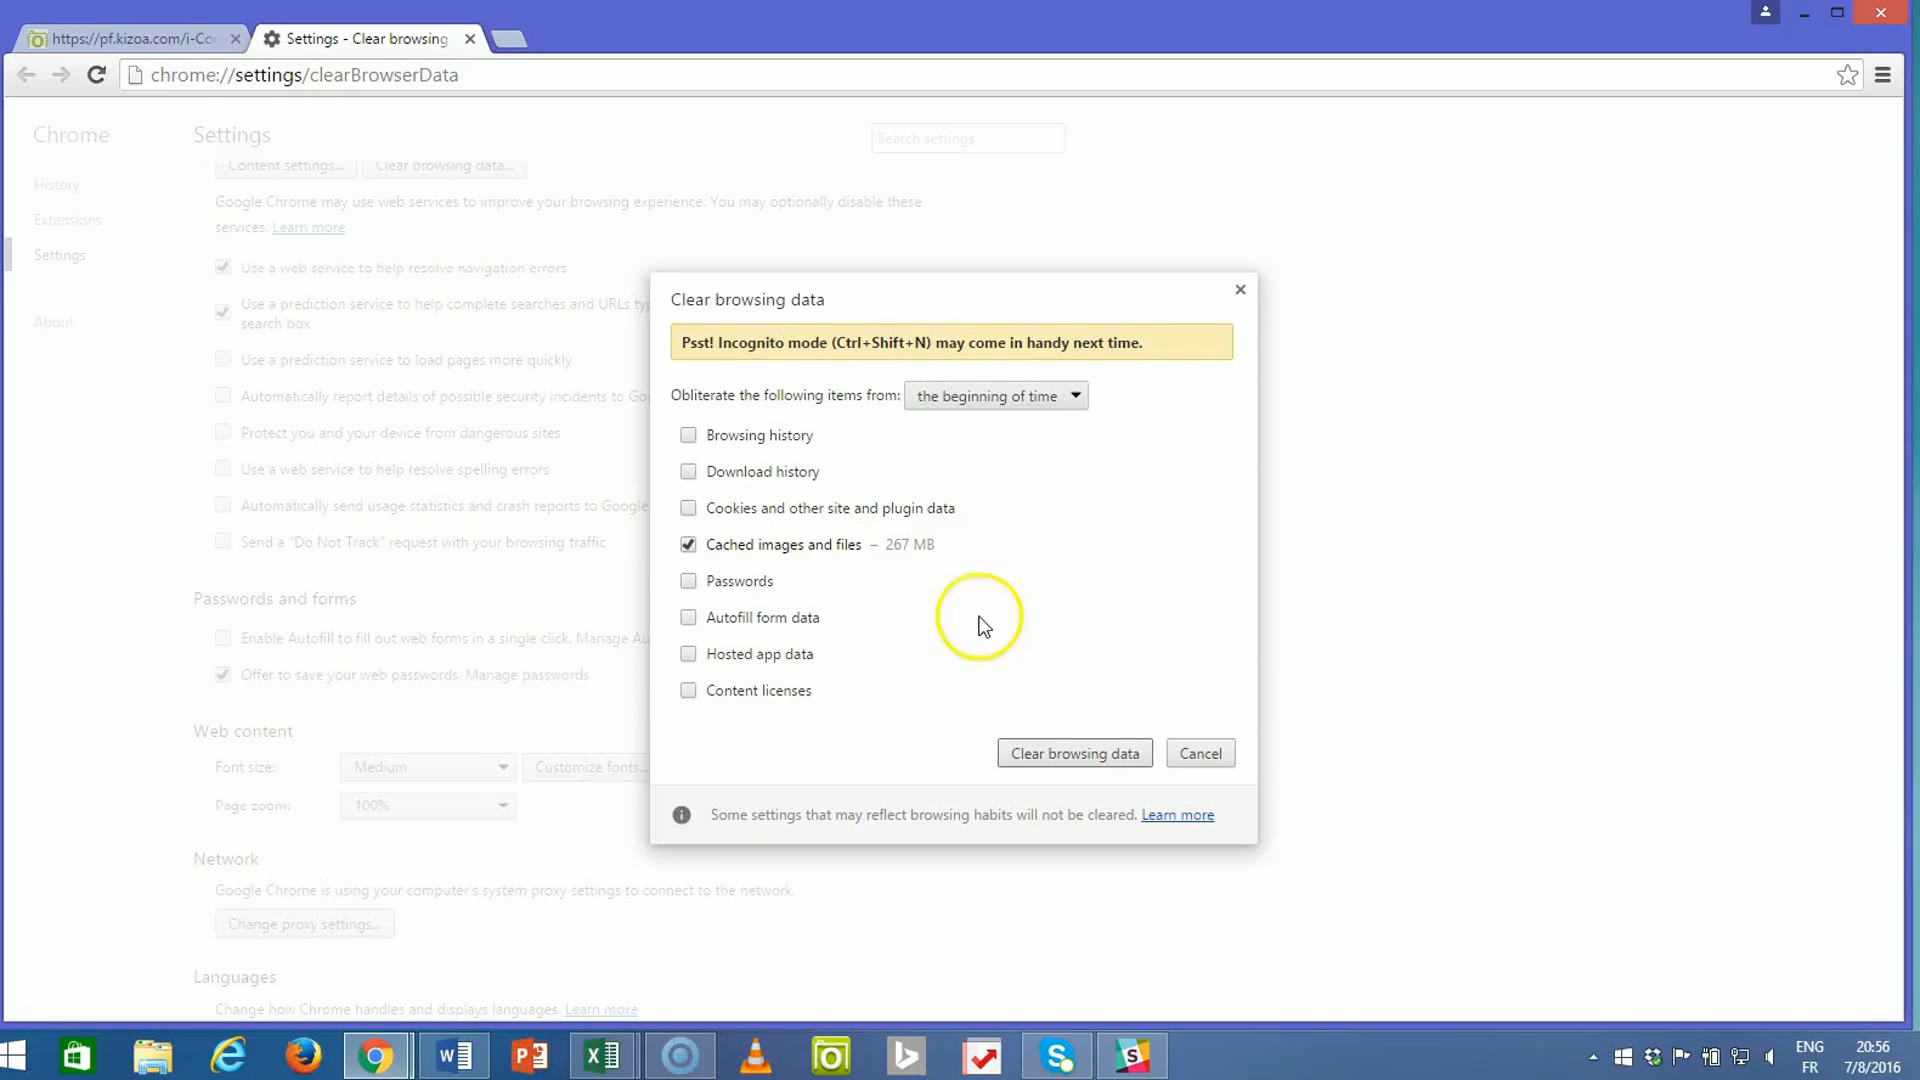 https://pf.kizoa.com/i-Co
Settings - Clear browsing
chrome://settings/clearBrowserData
Chrome
Settings
Search settings
History
Extensions
Settings
About
Content settings...
Clear browsing data...
Google Chrome may use web services to improve your browsing experience. You may optionally disable these
services. Learn more
Use a web service to help resolve navigation errors
Use a prediction service to help complete searches and URLs ty
search box
Use a prediction service to load pages more quickly
Automatically report details of possible security incidents to Go
Protect you and your device from dangerous sites
Use a web service to help resolve spelling errors
Automatically send usage statistics and crash reports to Google
Send a "Do Not Track" request with your browsing traffic
Passwords and forms
Enable Autofill to fill out web forms in a single click. Manage Au
Offer to save your web passwords. Manage passwords
Web content
Font size:
Medium
Customize fonts...
Page zoom:
100%
Network
Google Chrome is using your computer's system proxy settings to connect to the network.
Change proxy settings...
Languages
Change how Chrome handles and displays languages. Learn more
Clear browsing data
Psst! Incognito mode (Ctrl+Shift+N) may come in handy next time.
Obliterate the following items from: the beginning of time
Browsing history
Download history
Cookies and other site and plugin data
Cached images and files – 267 MB
Passwords
Autofill form data
Hosted app data
Content licenses
Clear browsing data
Cancel
Some settings that may reflect browsing habits will not be cleared. Learn more
ENG
FR
20:56
7/8/2016